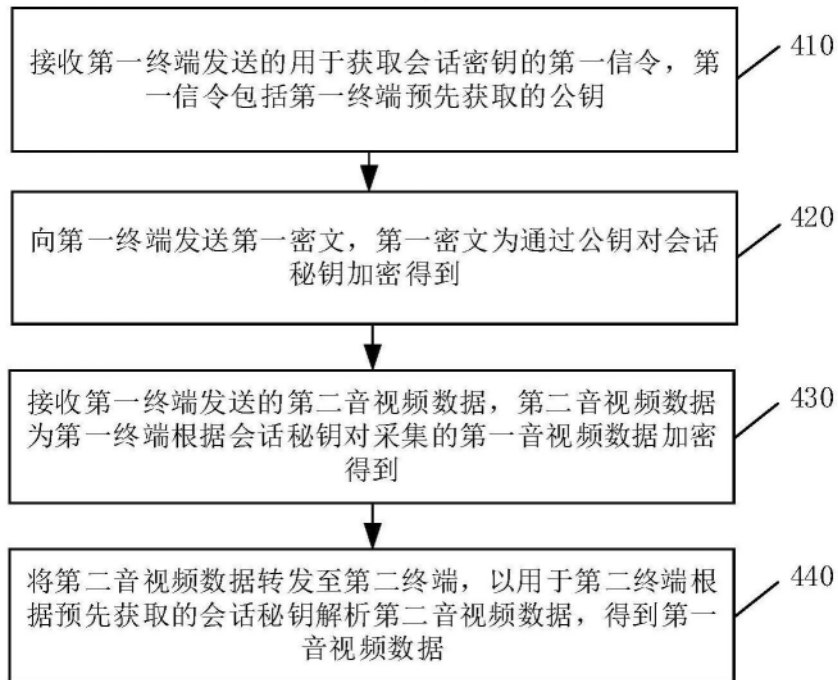 接收第一终端发送的用于获取会话密钥的第一信令，第
一信令包括第一终端预先获取的公钥
410
向第一终端发送第一密文，第一密文为通过公钥对会话
秘钥加密得到
420
接收第一终端发送的第二音视频数据，第二音视频数据
为第一终端根据会话秘钥对采集的第一音视频数据加密
得到
430
将第二音视频数据转发至第二终端，以用于第二终端根
据预先获取的会话秘钥解析第二音视频数据，得到第一
音视频数据
440